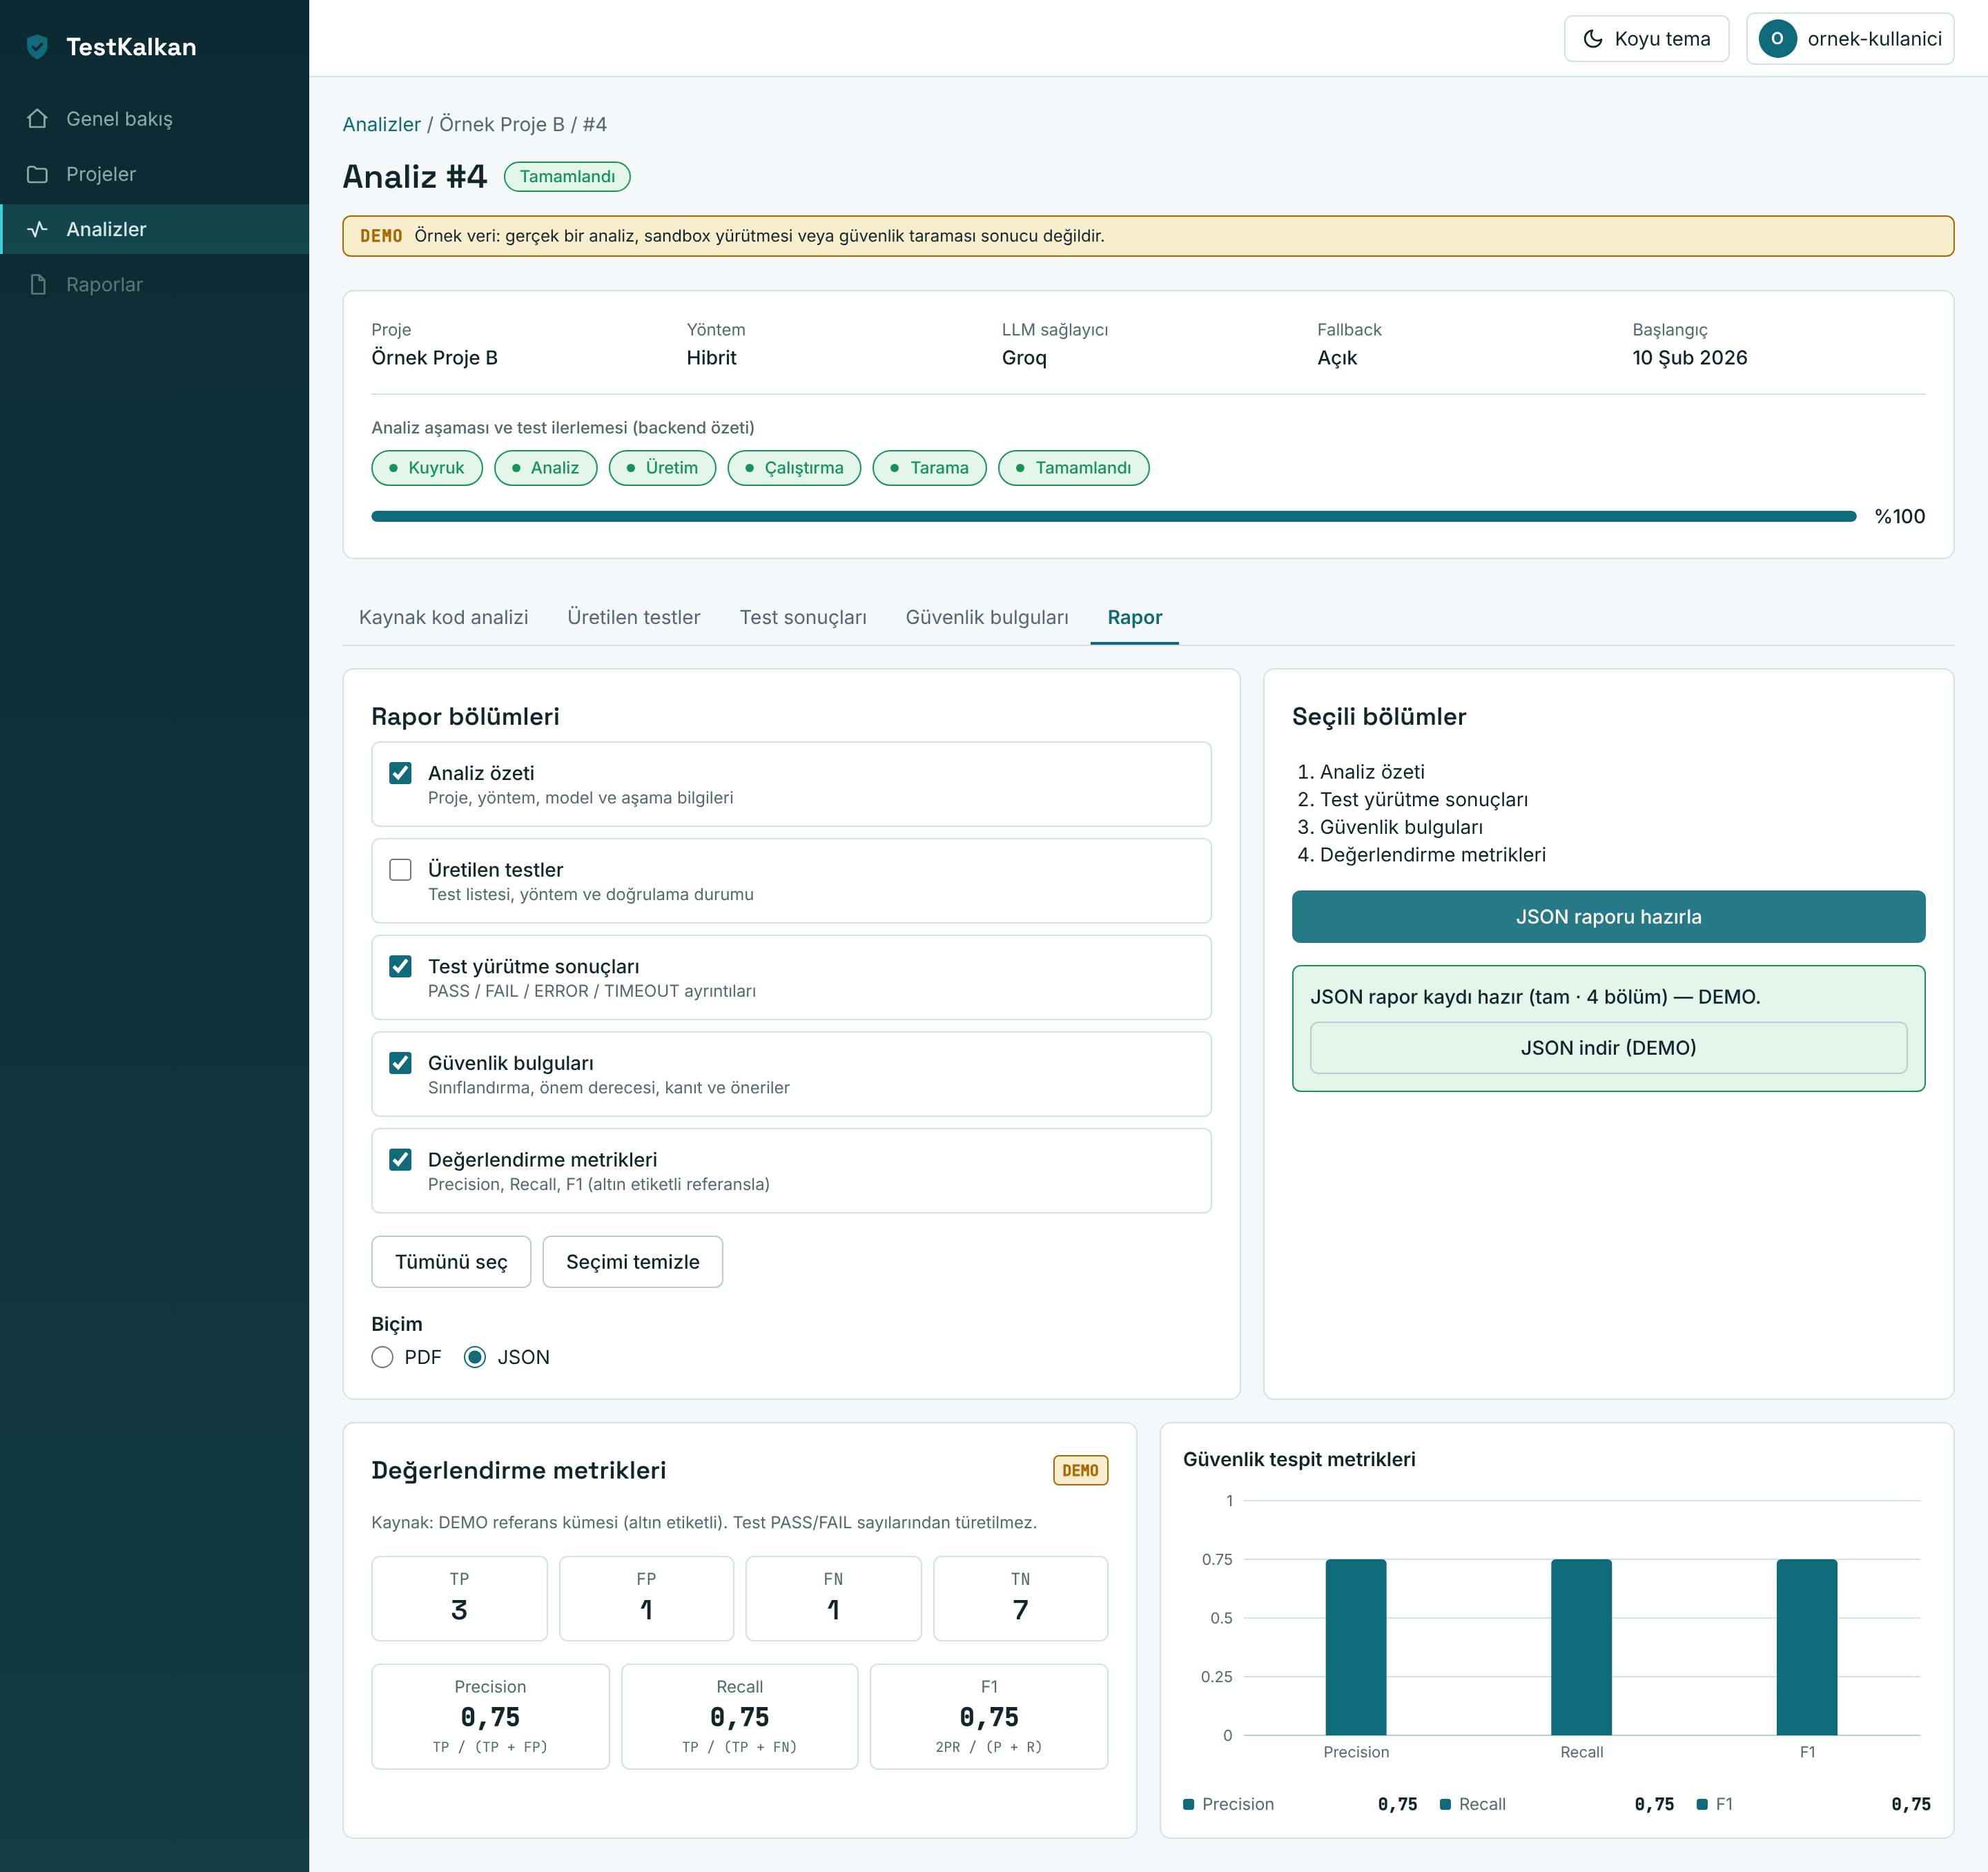 TestKalkan
Genel bakış
Projeler
Analizler
Raporlar
Koyu tema
O
ornek-kullanici
Analizler / Örnek Proje B / #4
Analiz #4
Tamamlandı
DEMO Örnek veri: gerçek bir analiz, sandbox yürütmesi veya güvenlik taraması sonucu değildir.
Proje
Örnek Proje B
Yöntem
Hibrit
LLM sağlayıcı
Groq
Fallback
Açık
Başlangıç
10 Şub 2026
Analiz aşaması ve test ilerlemesi (backend özeti)
Kuyruk
Analiz
Üretim
Çalıştırma
Tarama
Tamamlandı
%100
Kaynak kod analizi
Üretilen testler
Test sonuçları
Güvenlik bulguları
Rapor
Rapor bölümleri
Analiz özeti
Proje, yöntem, model ve aşama bilgileri
Üretilen testler
Test listesi, yöntem ve doğrulama durumu
Test yürütme sonuçları
PASS / FAIL / ERROR / TIMEOUT ayrıntıları
Güvenlik bulguları
Sınıflandırma, önem derecesi, kanıt ve öneriler
Değerlendirme metrikleri
Precision, Recall, F1 (altın etiketli referansla)
Tümünü seç
Seçimi temizle
Biçim
PDF
JSON
Seçili bölümler
1. Analiz özeti
2. Test yürütme sonuçları
3. Güvenlik bulguları
4. Değerlendirme metrikleri
JSON raporu hazırla
JSON rapor kaydı hazır (tam · 4 bölüm) — DEMO.
JSON indir (DEMO)
Değerlendirme metrikleri
DEMO
Kaynak: DEMO referans kümesi (altın etiketli). Test PASS/FAIL sayılarından türetilmez.
TP
3
FP
1
FN
1
TN
7
Precision
0,75
TP / (TP + FP)
Recall
0,75
TP / (TP + FN)
F1
0,75
2PR / (P + R)
Güvenlik tespit metrikleri
1
0.75
0.5
0.25
0
Precision
Recall
F1
Precision 0,75
Recall 0,75
F1 0,75